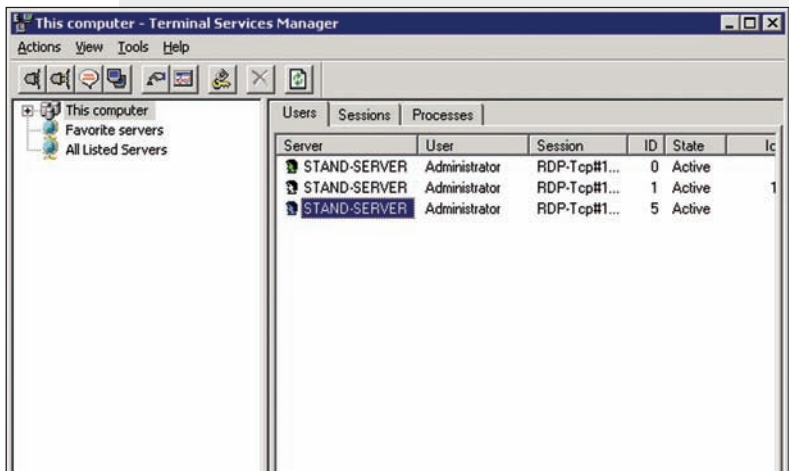 This computer - Terminal Services Manager
Actions View Tools Help
This computer
Favorite servers
All Listed Servers
Users Sessions Processes
Server User Session ID State
STAND-SERVER Administrator RDP-Tcp#1... 0 Active
STAND-SERVER Administrator RDP-Tcp#1... 1 Active 1
STAND-SERVER Administrator RDP-Tcp#1... 5 Active